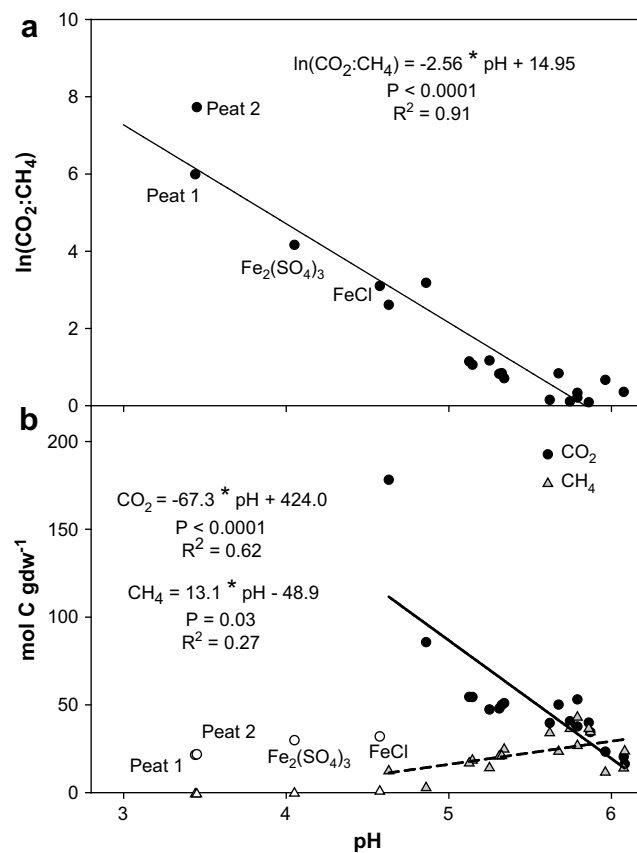 a
10
8
6
4
2
0
ln(CO₂:CH₄)
ln(CO₂:CH₄) = -2.56 * pH + 14.95
P < 0.0001
R² = 0.91
Peat 2
Peat 1
Fe₂(SO₄)₃
FeCl
b
200
150
100
50
0
mol C gdw⁻¹
CO₂
CH₄
CO₂ = -67.3 * pH + 424.0
P < 0.0001
R² = 0.62
CH₄ = 13.1 * pH - 48.9
P = 0.03
R² = 0.27
Peat 2
Peat 1
Fe₂(SO₄)₃
FeCl
3 4 5 6
pH